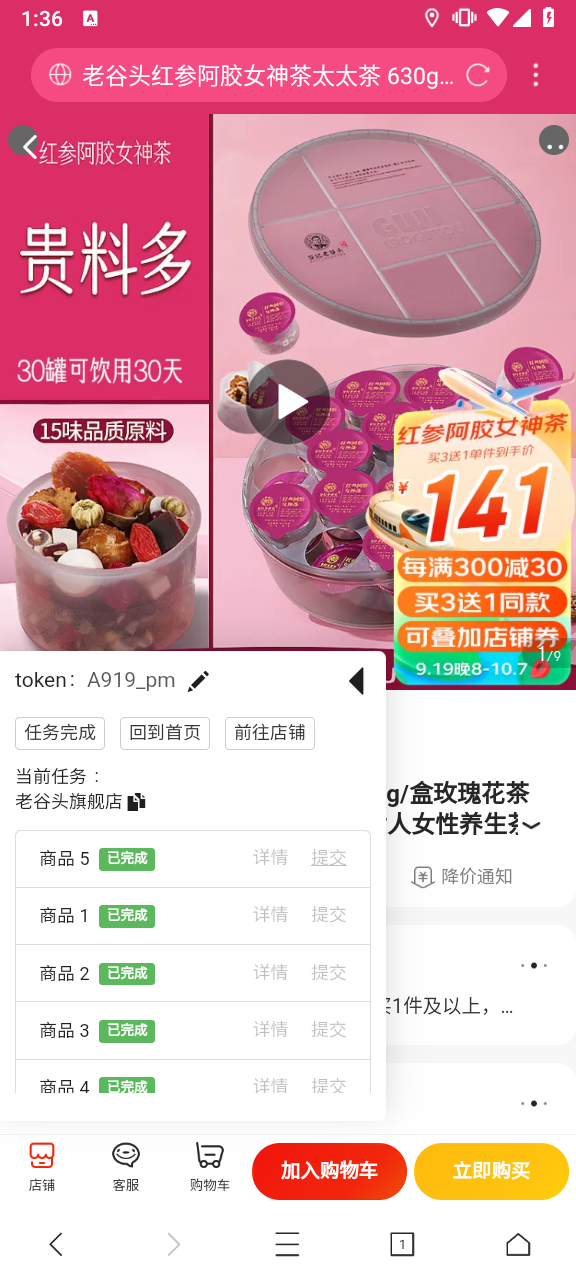 1:36
A
老谷头红参阿胶女神茶太太茶 630g...
红参阿胶女神茶
贵料多
30罐可饮用30天
15味品质原料
红参阿胶女神茶
买3送1单件到手价
¥141
每满300减30
买3送1同款
可叠加店铺券
9.19晚8-10.7
1/9
token: A919_pm
任务完成 回到首页 前往店铺
当前任务：
老谷头旗舰店
商品 5 已完成 详情 提交
商品 1 已完成 详情 提交
商品 2 已完成 详情 提交
商品 3 已完成 详情 提交
商品 4 已完成 详情 提交
g/盒玫瑰花茶
人女性养生茶
降价通知
买1件及以上，...
店铺
客服
购物车
加入购物车
立即购买
1